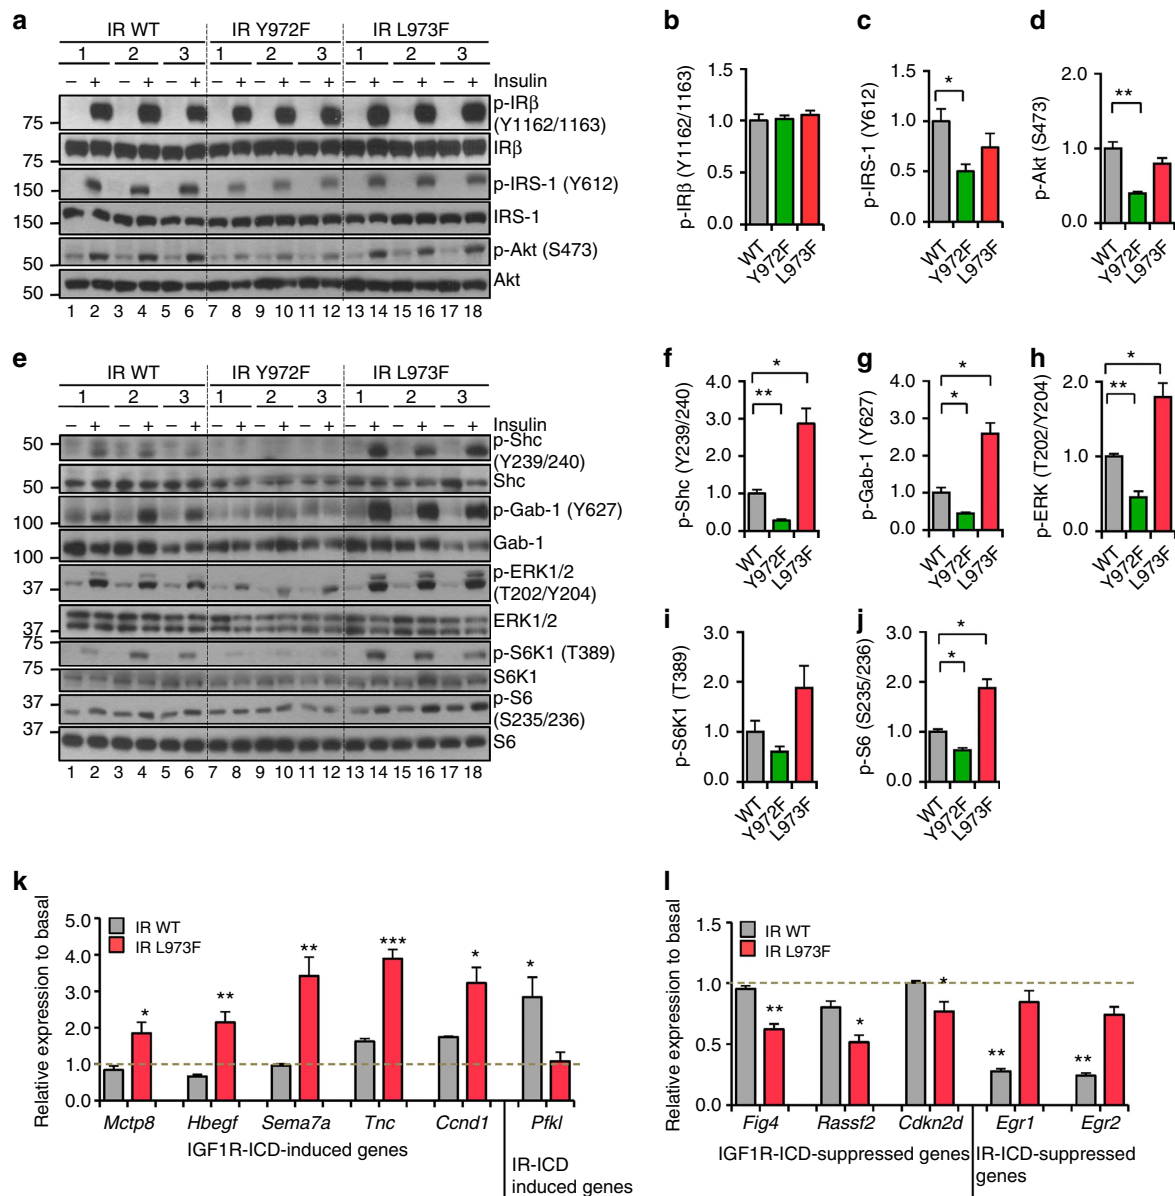 a
IR WT IR Y972F IR L973F
1 2 3 1 2 3 1 2 3
– + – + – + – + – + – + – + – + – + Insulin
p-IRβ
(Y1162/1163)
75
IRβ
75
p-IRS-1 (Y612)
150
IRS-1
150
p-Akt (S473)
50
Akt
50
1 2 3 4 5 6 7 8 9 10 11 12 13 14 15 16 17 18
b
p-IRβ (Y1162/1163)
1.5
1.0
0.5
0.0
WT
Y972F
L973F
c
p-IRS-1 (Y612)
1.5
1.0
0.5
0.0
*
WT
Y972F
L973F
d
p-Akt (S473)
2.0
1.0
0.0
**
WT
Y972F
L973F
e
IR WT IR Y972F IR L973F
1 2 3 1 2 3 1 2 3
– + – + – + – + – + – + – + – + – + Insulin
50
p-Shc
(Y239/240)
Shc
50
p-Gab-1 (Y627)
100
Gab-1
100
p-ERK1/2
(T202/Y204)
37
ERK1/2
37
75
p-S6K1 (T389)
75
S6K1
p-S6
(S235/236)
37
37
S6
1 2 3 4 5 6 7 8 9 10 11 12 13 14 15 16 17 18
f
p-Shc (Y239/240)
4.0
3.0
2.0
1.0
0.0
*
**
WT
Y972F
L973F
g
p-Gab-1 (Y627)
4.0
3.0
2.0
1.0
0.0
*
*
WT
Y972F
L973F
h
p-ERK (T202/Y204)
2.0
1.0
0.0
*
**
WT
Y972F
L973F
i
p-S6K1 (T389)
3.0
2.0
1.0
0.0
WT
Y972F
L973F
j
p-S6 (S235/236)
3.0
2.0
1.0
0.0
*
*
WT
Y972F
L973F
k
Relative expression to basal
5.0
4.0
3.0
2.0
1.0
0.0
IR WT
IR L973F
* ** ** *** * *
Mctp8 Hbegf Sema7a Tnc Ccnd1 Pfkl
IGF1R-ICD-induced genes
IR-ICD
induced genes
l
Relative expression to basal
1.5
1.0
0.5
0.0
IR WT
IR L973F
** * * ** **
Fig4 Rassf2 Cdkn2d Egr1 Egr2
IGF1R-ICD-suppressed genes
IR-ICD-suppressed
genes